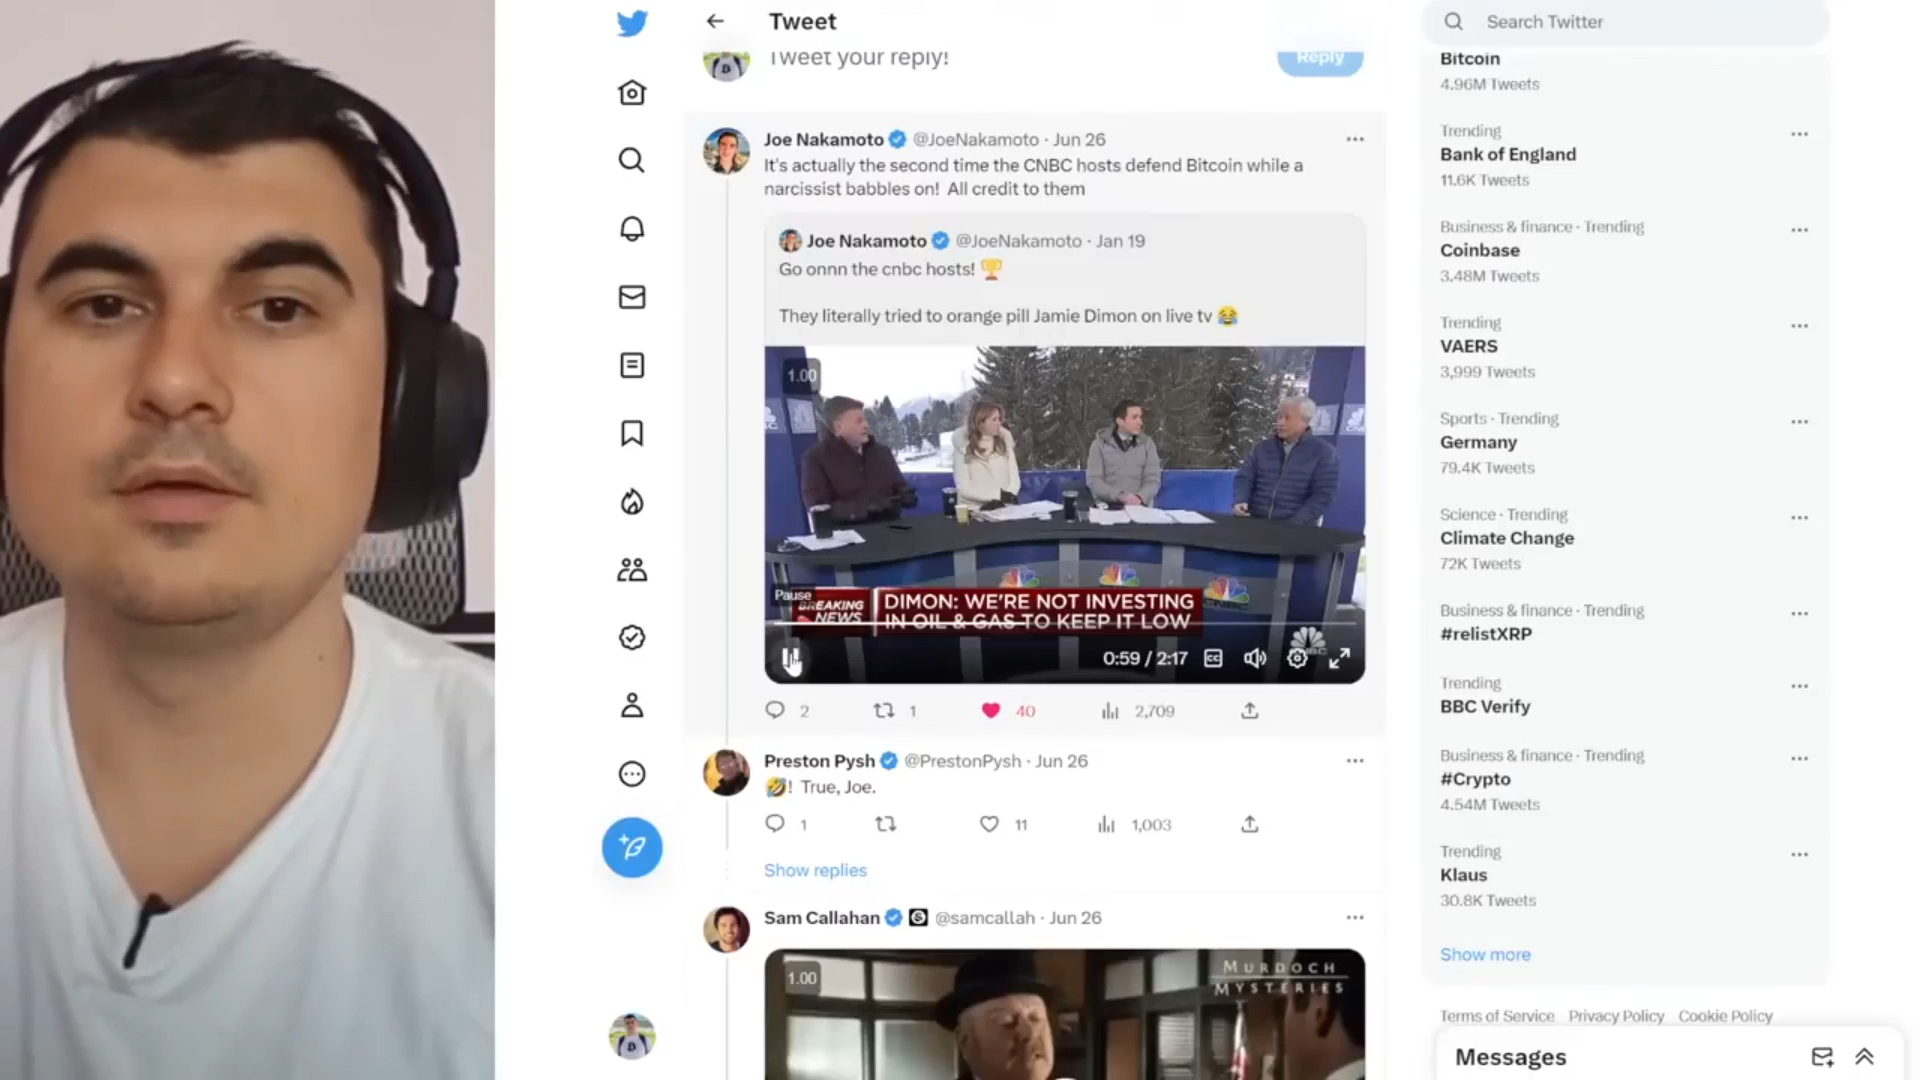 Tweet
Tweet your reply!
Reply
Joe Nakamoto @JoeNakamoto · Jun 26
It's actually the second time the CNBC hosts defend Bitcoin while a
narcissist babbles on! All credit to them
Joe Nakamoto @JoeNakamoto · Jan 19
Go onnn the cnbc hosts! 🏆
They literally tried to orange pill Jamie Dimon on live tv 😂
1.00
Pause
BREAKING
NEWS
DIMON: WE'RE NOT INVESTING
IN OIL & GAS TO KEEP IT LOW
0:59 / 2:17
CC
2
1
40
2,709
Preston Pysh @PrestonPysh · Jun 26
🤣! True, Joe.
1
11
1,003
Show replies
Sam Callahan @samcallah · Jun 26
1.00
MURDOCH
MYSTERIES
Search Twitter
Bitcoin
4.96M Tweets
Trending
Bank of England
11.6K Tweets
Business & finance · Trending
Coinbase
3.48M Tweets
Trending
VAERS
3,999 Tweets
Sports · Trending
Germany
79.4K Tweets
Science · Trending
Climate Change
72K Tweets
Business & finance · Trending
#relistXRP
Trending
BBC Verify
Business & finance · Trending
#Crypto
4.54M Tweets
Trending
Klaus
30.8K Tweets
Show more
Terms of Service Privacy Policy Cookie Policy
Messages